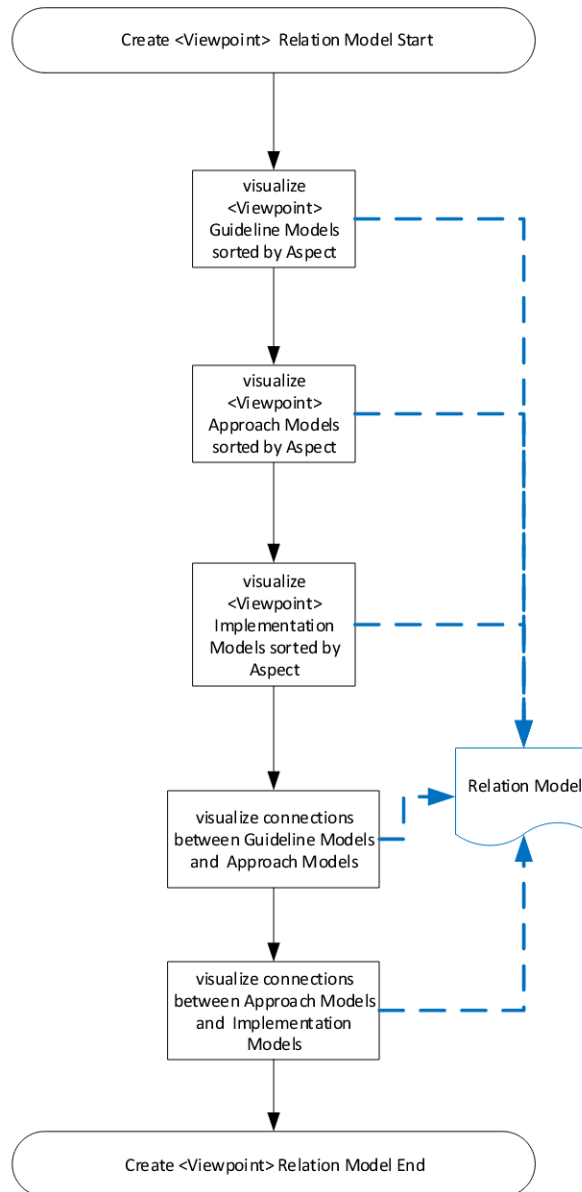 Create <Viewpoint> Relation Model Start
visualize
<Viewpoint>
Guideline Models
sorted by Aspect
visualize
<Viewpoint>
Approach Models
sorted by Aspect
visualize
<Viewpoint>
Implementation
Models sorted by
Aspect
Relation Model
visualize connections
between Guideline Models
and Approach Models
visualize connections
between Approach Models
and Implementation
Models
Create <Viewpoint> Relation Model End